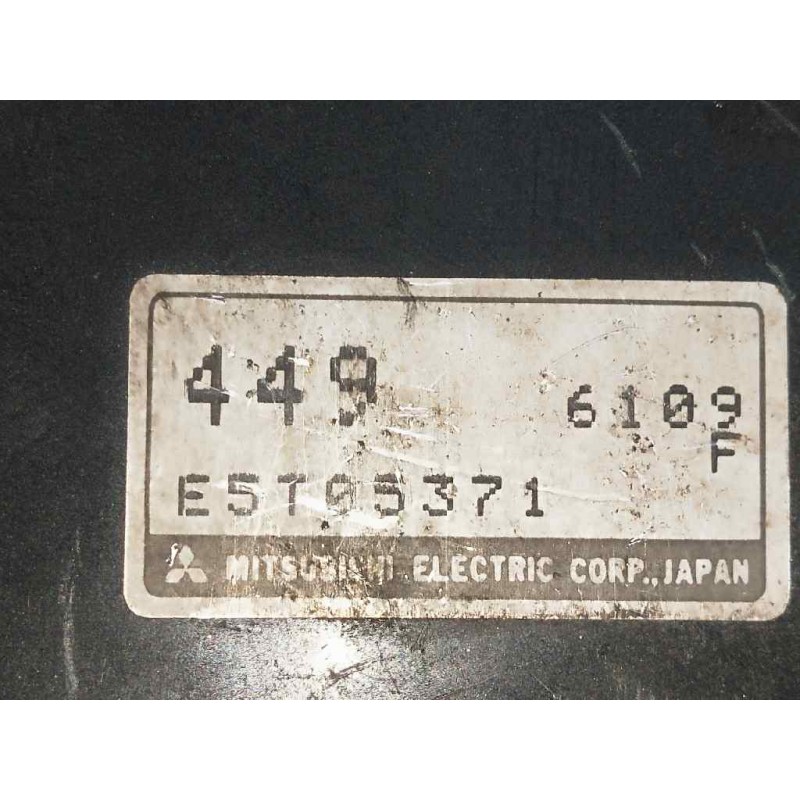 449 6109
F
E5T05371
MITSUBISHI ELECTRIC CORP., JAPAN